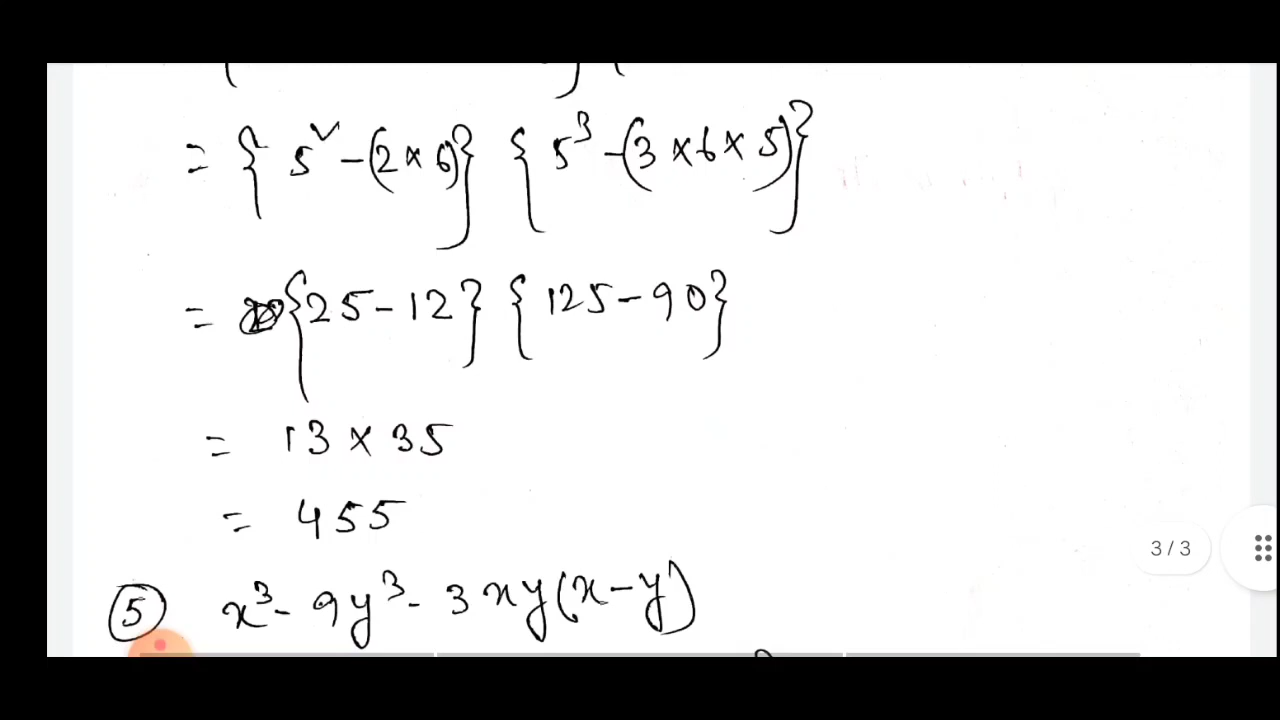 = { 5² - (2 × 6) } { 5³ - (3 × 6 × 5) }
= { 25 - 12 } { 125 - 90 }
= 13 × 35
= 455
3 / 3
⑤ x³ - 9y³ - 3xy(x - y)